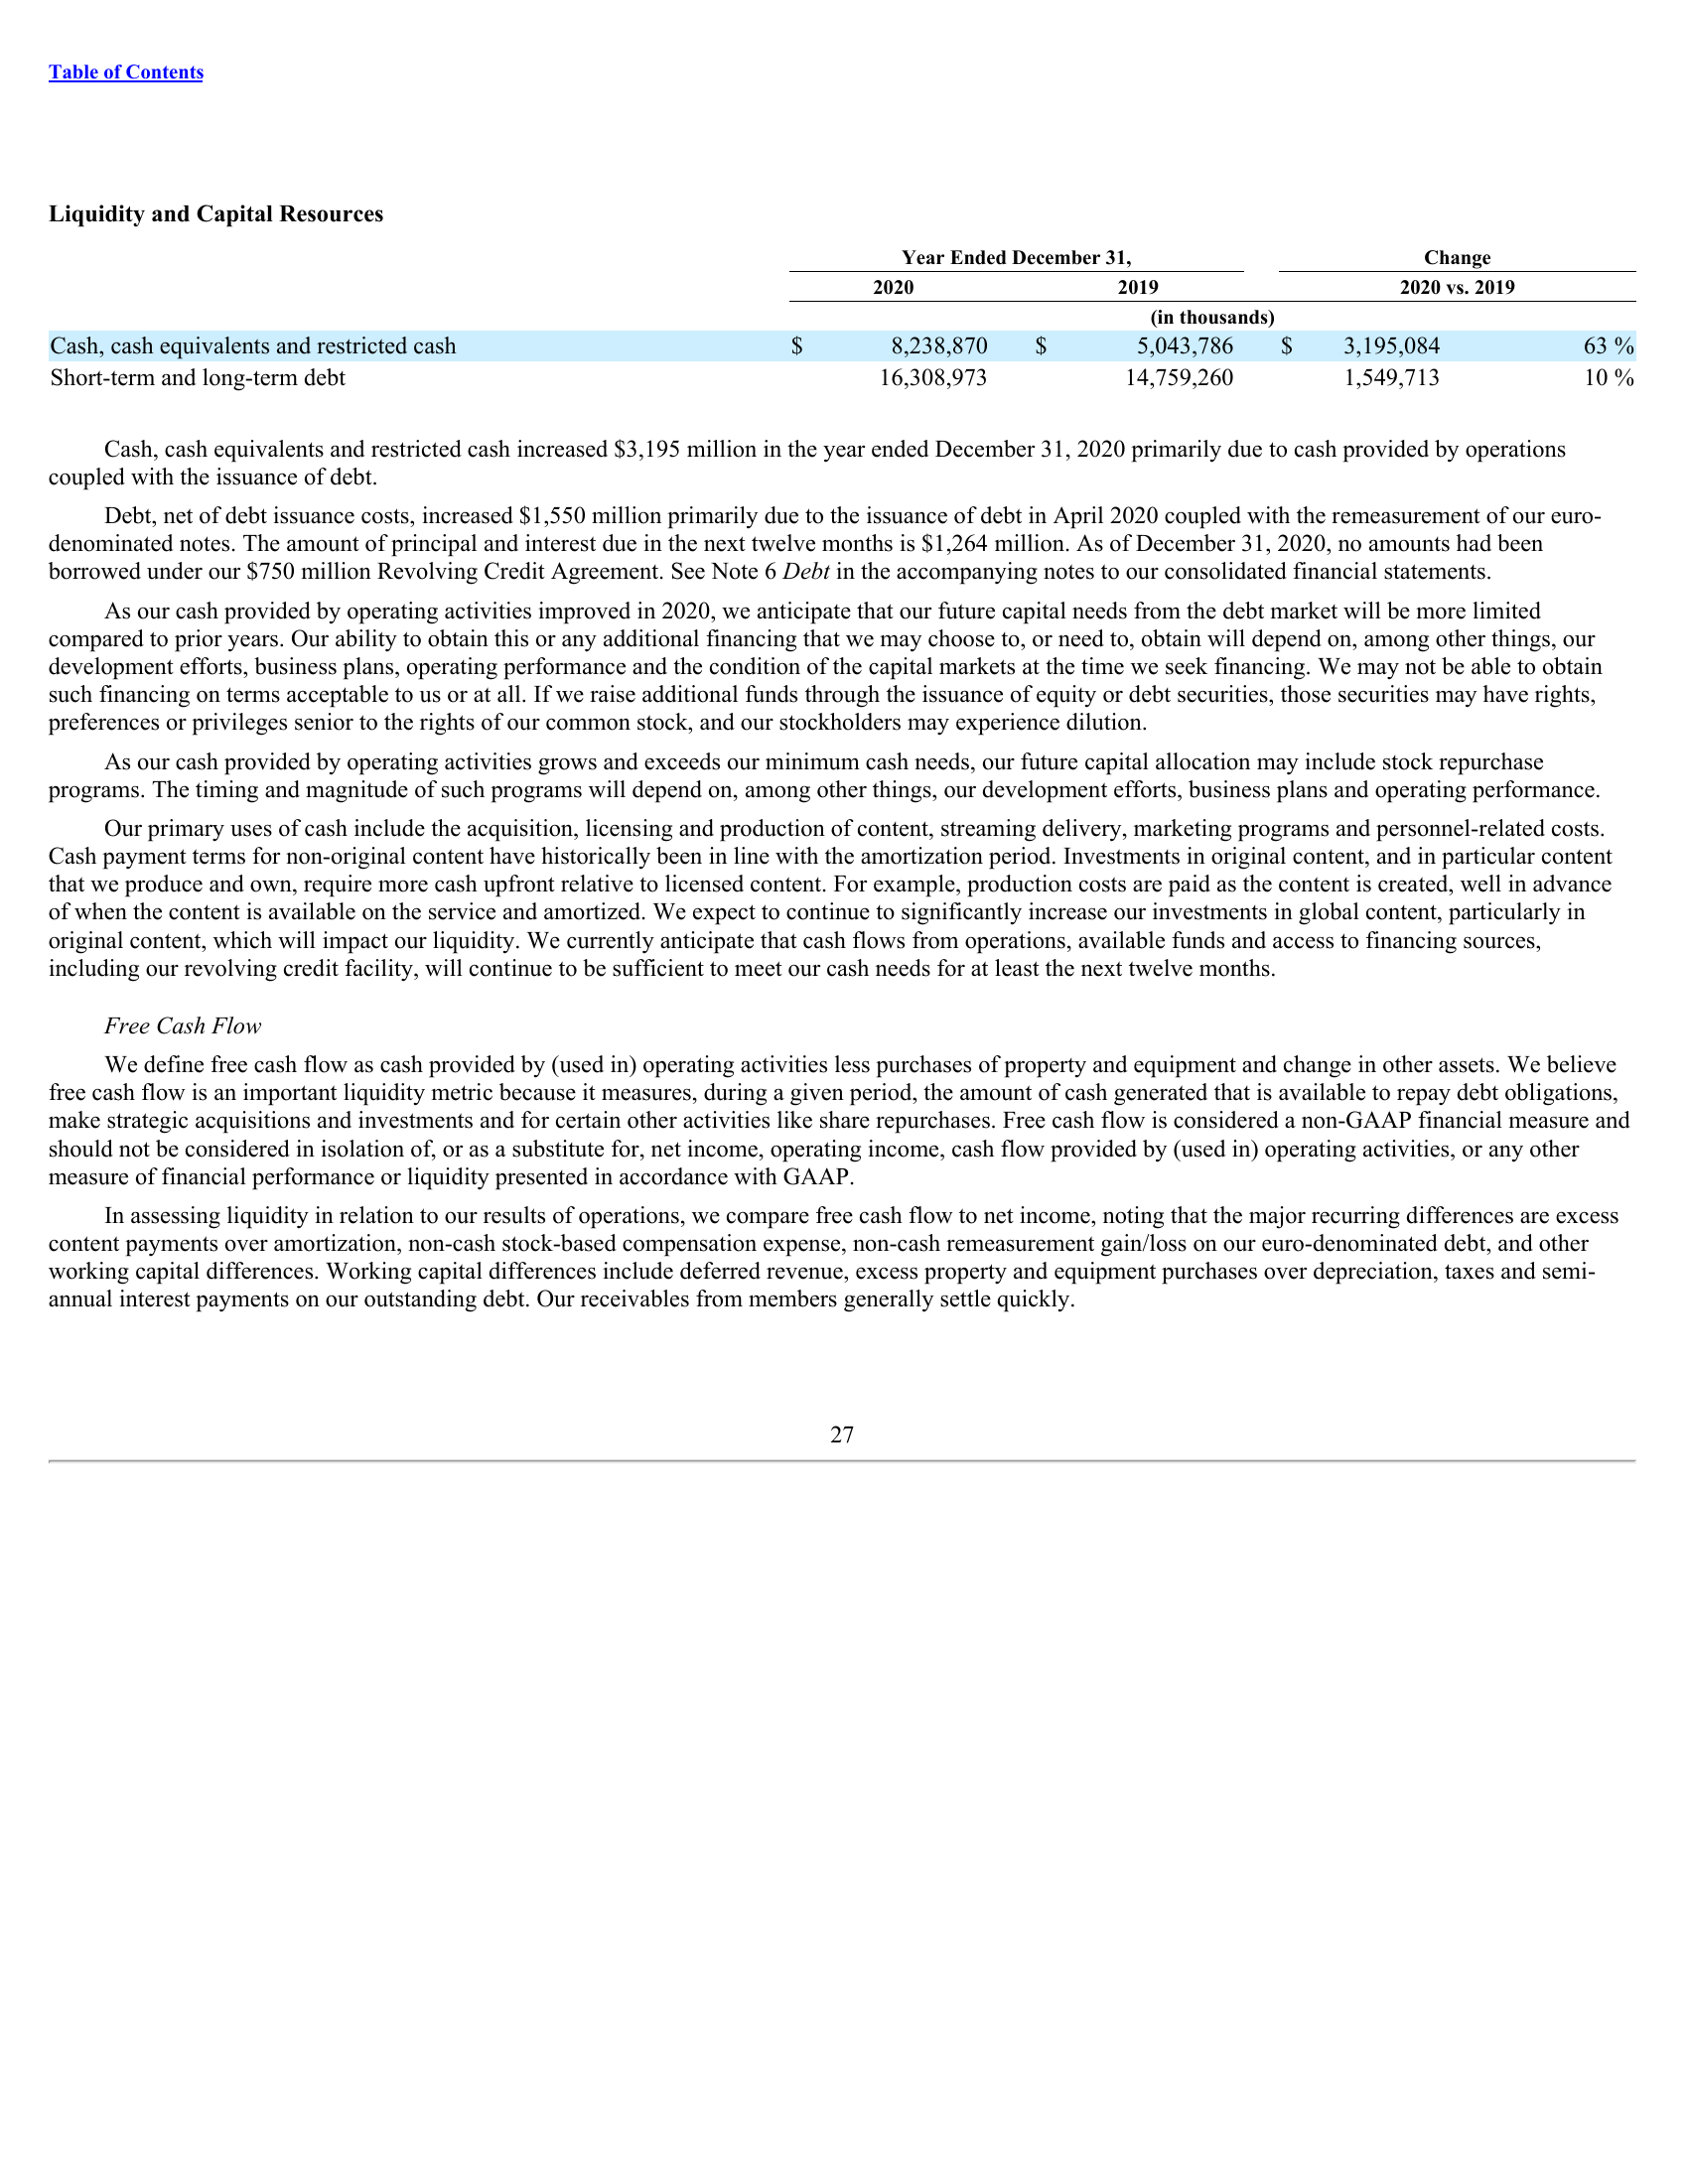 Table of Contents
Liquidity and Capital Resources
Year Ended December 31, Change
2020 2019 2020 vs. 2019
(in thousands)
Cash, cash equivalents and restricted cash $ 8,238,870 $ 5,043,786 $ 3,195,084 63 %
Short-term and long-term debt 16,308,973 14,759,260 1,549,713 10 %
Cash, cash equivalents and restricted cash increased $3,195 million in the year ended December 31, 2020 primarily due to cash provided by operations
coupled with the issuance of debt.
Debt, net of debt issuance costs, increased $1,550 million primarily due to the issuance of debt in April 2020 coupled with the remeasurement of our euro-
denominated notes. The amount of principal and interest due in the next twelve months is $1,264 million. As of December 31, 2020, no amounts had been
borrowed under our $750 million Revolving Credit Agreement. See Note 6 Debt in the accompanying notes to our consolidated financial statements.
As our cash provided by operating activities improved in 2020, we anticipate that our future capital needs from the debt market will be more limited
compared to prior years. Our ability to obtain this or any additional financing that we may choose to, or need to, obtain will depend on, among other things, our
development efforts, business plans, operating performance and the condition of the capital markets at the time we seek financing. We may not be able to obtain
such financing on terms acceptable to us or at all. If we raise additional funds through the issuance of equity or debt securities, those securities may have rights,
preferences or privileges senior to the rights of our common stock, and our stockholders may experience dilution.
As our cash provided by operating activities grows and exceeds our minimum cash needs, our future capital allocation may include stock repurchase
programs. The timing and magnitude of such programs will depend on, among other things, our development efforts, business plans and operating performance.
Our primary uses of cash include the acquisition, licensing and production of content, streaming delivery, marketing programs and personnel-related costs.
Cash payment terms for non-original content have historically been in line with the amortization period. Investments in original content, and in particular content
that we produce and own, require more cash upfront relative to licensed content. For example, production costs are paid as the content is created, well in advance
of when the content is available on the service and amortized. We expect to continue to significantly increase our investments in global content, particularly in
original content, which will impact our liquidity. We currently anticipate that cash flows from operations, available funds and access to financing sources,
including our revolving credit facility, will continue to be sufficient to meet our cash needs for at least the next twelve months.
Free Cash Flow
We define free cash flow as cash provided by (used in) operating activities less purchases of property and equipment and change in other assets. We believe
free cash flow is an important liquidity metric because it measures, during a given period, the amount of cash generated that is available to repay debt obligations,
make strategic acquisitions and investments and for certain other activities like share repurchases. Free cash flow is considered a non-GAAP financial measure and
should not be considered in isolation of, or as a substitute for, net income, operating income, cash flow provided by (used in) operating activities, or any other
measure of financial performance or liquidity presented in accordance with GAAP.
In assessing liquidity in relation to our results of operations, we compare free cash flow to net income, noting that the major recurring differences are excess
content payments over amortization, non-cash stock-based compensation expense, non-cash remeasurement gain/loss on our euro-denominated debt, and other
working capital differences. Working capital differences include deferred revenue, excess property and equipment purchases over depreciation, taxes and semi-
annual interest payments on our outstanding debt. Our receivables from members generally settle quickly.
27